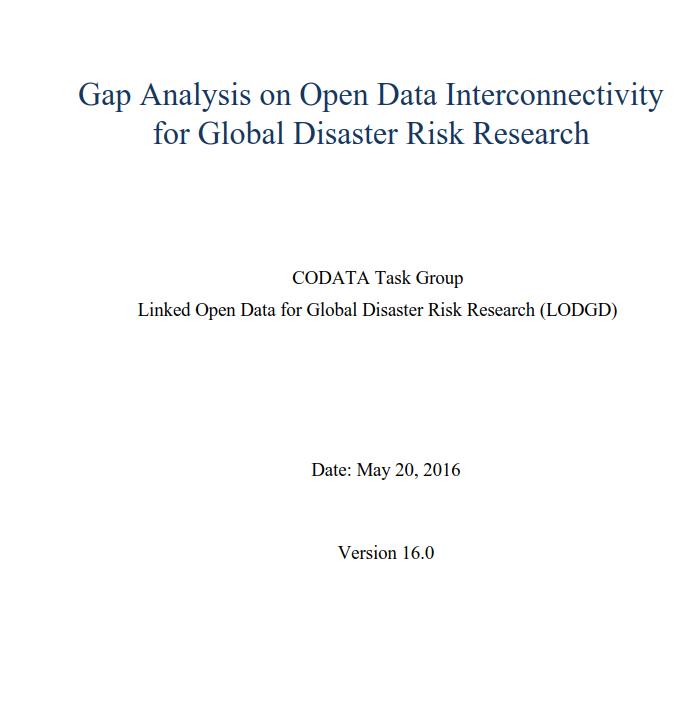 Gap Analysis on Open Data Interconnectivity
for Global Disaster Risk Research
CODATA Task Group
Linked Open Data for Global Disaster Risk Research (LODGD)
Date: May 20, 2016
Version 16.0